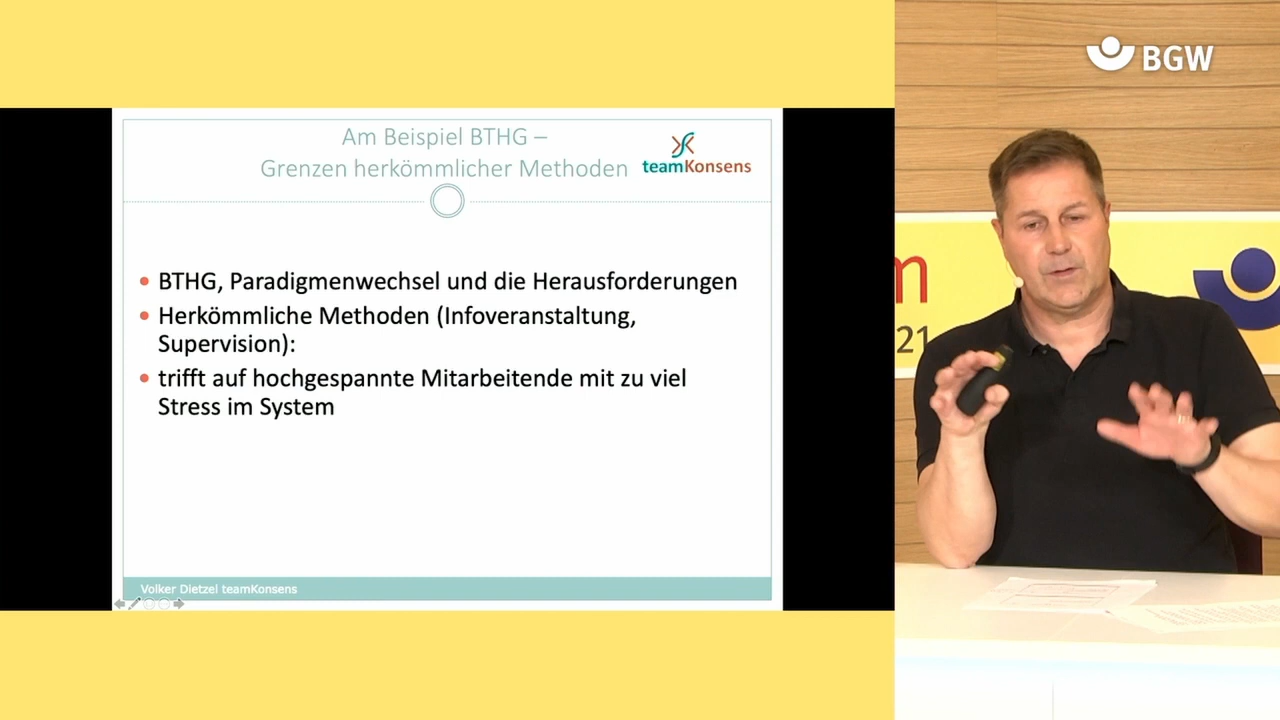 Am Beispiel BTHG –
Grenzen herkömmlicher Methoden
teamKonsens
• BTHG, Paradigmenwechsel und die Herausforderungen
• Herkömmliche Methoden (Infoveranstaltung,
Supervision):
• trifft auf hochgespannte Mitarbeitende mit zu viel
Stress im System
Volker Dietzel teamKonsens
BGW
21